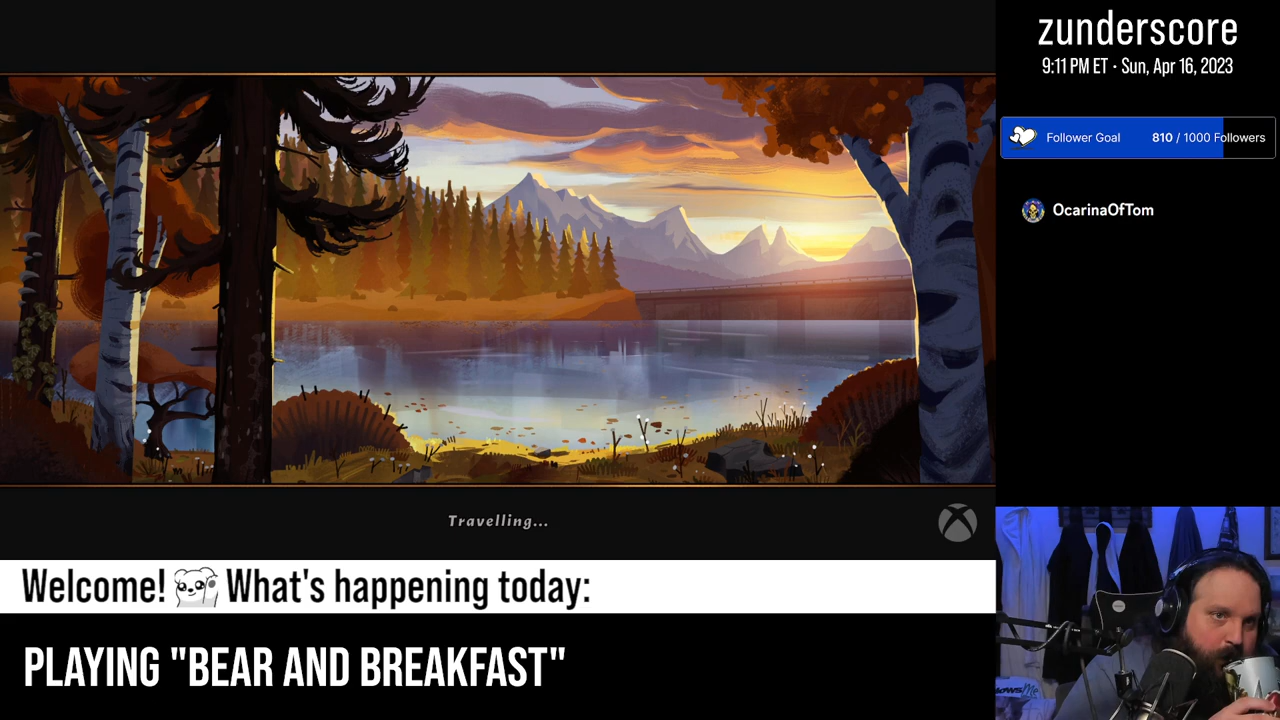 zunderscore
9:11 PM ET · Sun, Apr 16, 2023
Follower Goal 810 / 1000 Followers
OcarinaOfTom
Travelling...
Welcome! What's happening today:
PLAYING "BEAR AND BREAKFAST"